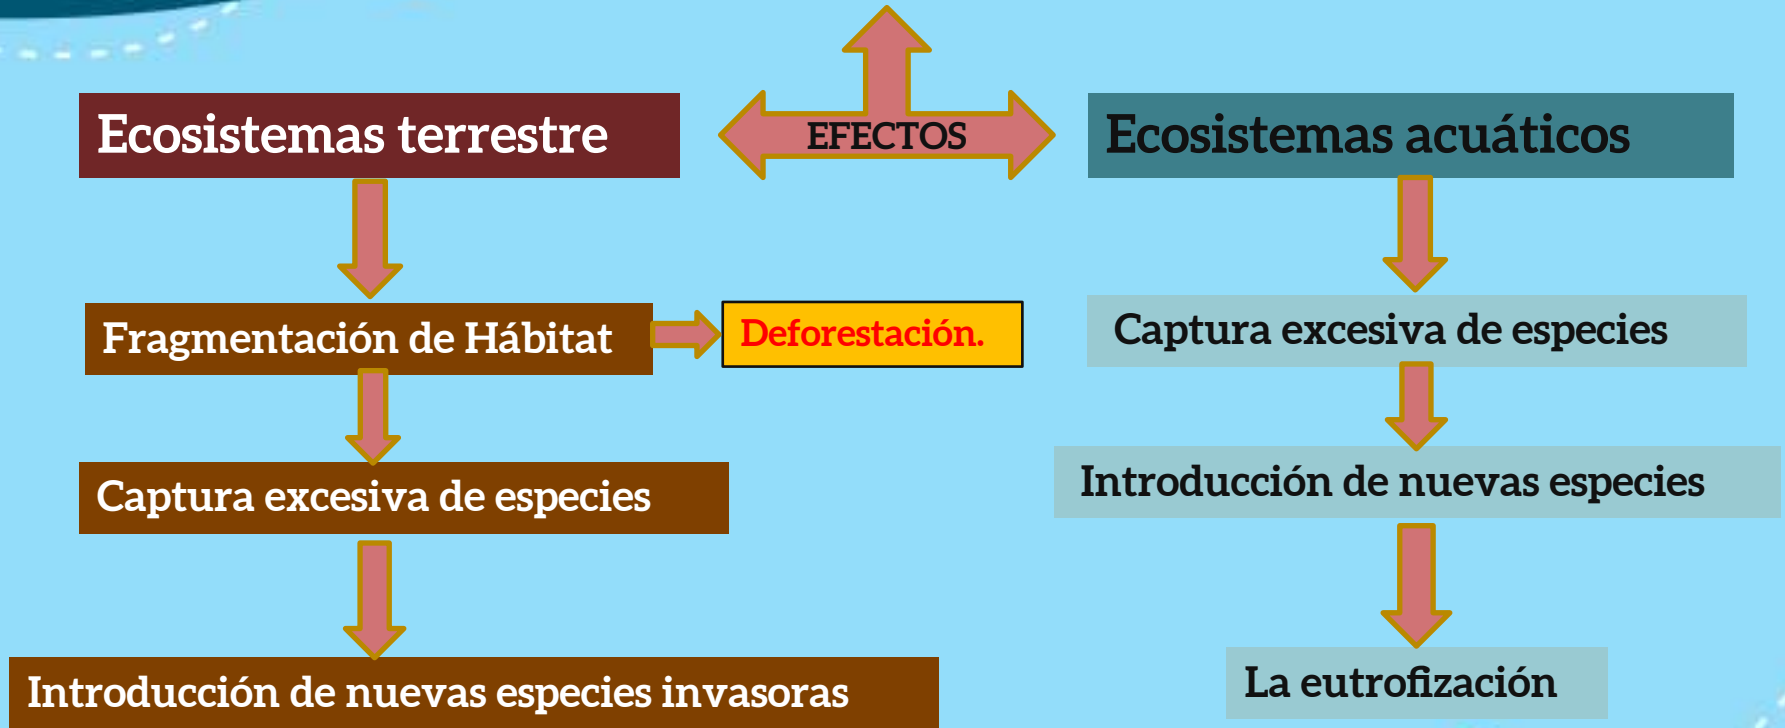 Ecosistemas terrestre
EFECTOS
Ecosistemas acuáticos
Fragmentación de Hábitat
Deforestación.
Captura excesiva de especies
Captura excesiva de especies
Introducción de nuevas especies
Introducción de nuevas especies invasoras
La eutrofización